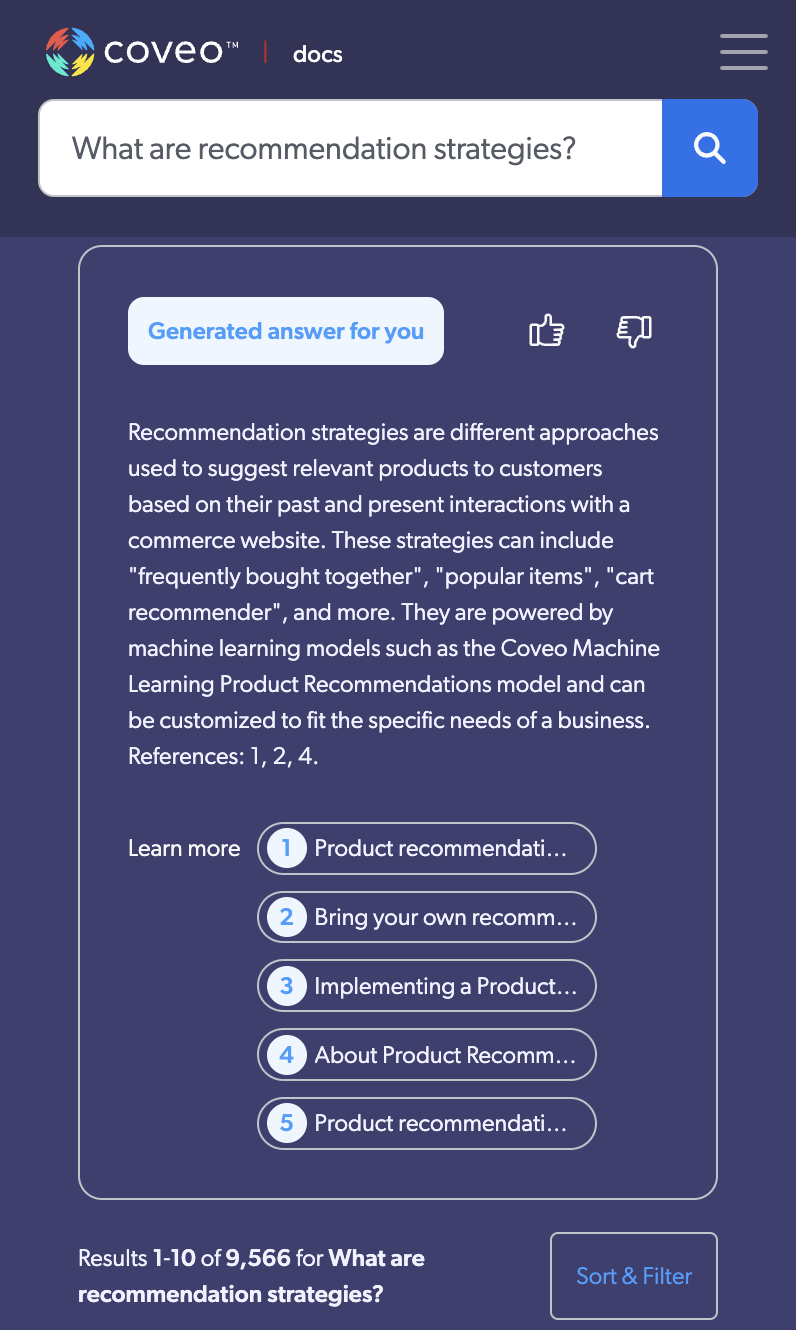 coveo™ | docs
What are recommendation strategies?
Generated answer for you
Recommendation strategies are different approaches
used to suggest relevant products to customers
based on their past and present interactions with a
commerce website. These strategies can include
"frequently bought together", "popular items", "cart
recommender", and more. They are powered by
machine learning models such as the Coveo Machine
Learning Product Recommendations model and can
be customized to fit the specific needs of a business.
References: 1, 2, 4.
Learn more 1 Product recommendati...
2 Bring your own recomm...
3 Implementing a Product...
4 About Product Recomm...
5 Product recommendati...
Results 1-10 of 9,566 for What are
recommendation strategies?
Sort & Filter